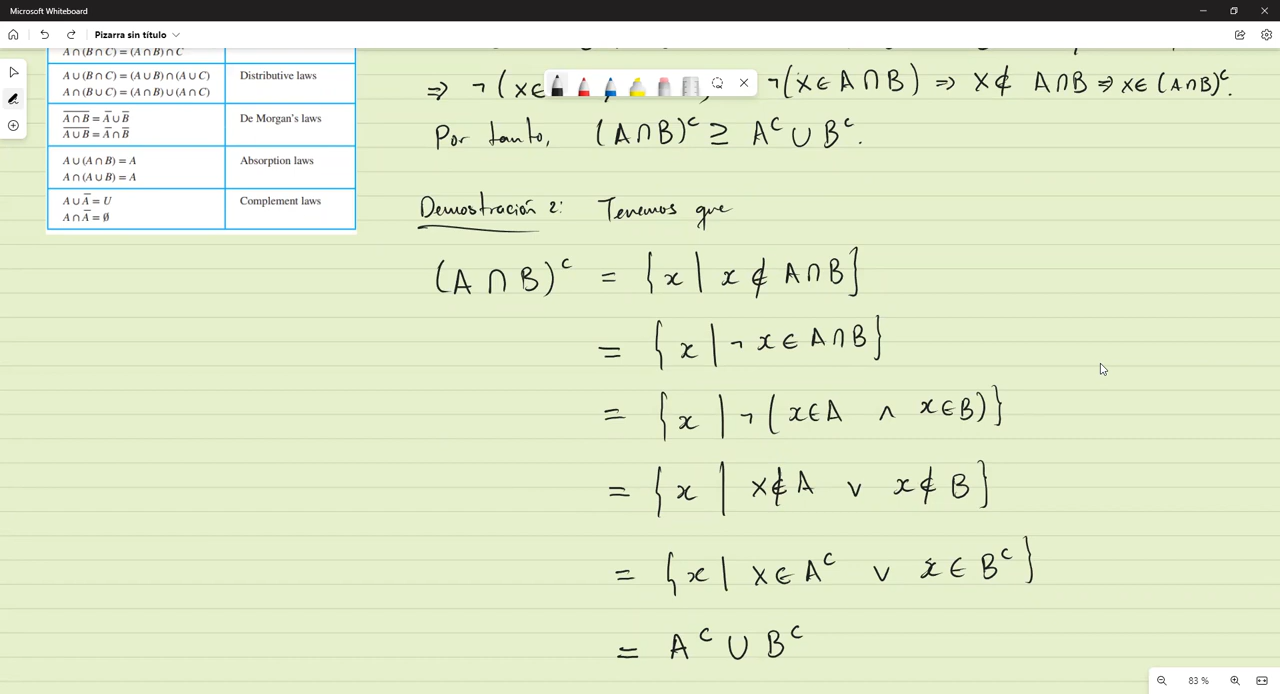 Microsoft Whiteboard
Pizarra sin título
A ∩ (B ∩ C) = (A ∩ B) ∩ C
A ∪ (B ∩ C) = (A ∪ B) ∩ (A ∪ C)
A ∩ (B ∪ C) = (A ∩ B) ∪ (A ∩ C)
Distributive laws
A̅ ̅∩̅ ̅B̅ = A̅ ∪ B̅
A̅ ̅∪̅ ̅B̅ = A̅ ∩ B̅
De Morgan's laws
A ∪ (A ∩ B) = A
A ∩ (A ∪ B) = A
Absorption laws
A ∪ A̅ = U
A ∩ A̅ = ∅
Complement laws
⇒ ¬(x∈ ¬(x∈A∩B) ⇒ x∉ A∩B ⇒ x∈ (A∩B)ᶜ.
Por tanto, (A∩B)ᶜ ⊇ Aᶜ ∪ Bᶜ.
Demostración 2: Tenemos que
(A ∩ B)ᶜ = {x | x ∉ A∩B}
= {x | ¬ x ∈ A∩B}
= {x | ¬(x∈A ∧ x∈B)}
= {x | x∉A ∨ x∉B}
= {x | x∈Aᶜ ∨ x∈Bᶜ}
= Aᶜ ∪ Bᶜ
83 %